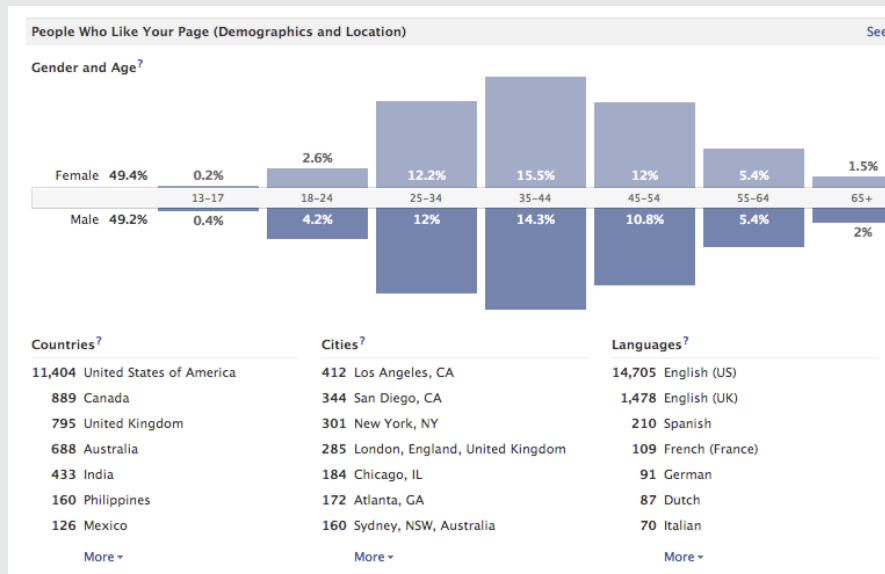 People Who Like Your Page (Demographics and Location) See
Gender and Age?
Female 49.4% 0.2% 2.6% 12.2% 15.5% 12% 5.4% 1.5%
13-17 18-24 25-34 35-44 45-54 55-64 65+
Male 49.2% 0.4% 4.2% 12% 14.3% 10.8% 5.4% 2%
Countries?
11,404 United States of America
889 Canada
795 United Kingdom
688 Australia
433 India
160 Philippines
126 Mexico
More
Cities?
412 Los Angeles, CA
344 San Diego, CA
301 New York, NY
285 London, England, United Kingdom
184 Chicago, IL
172 Atlanta, GA
160 Sydney, NSW, Australia
More
Languages?
14,705 English (US)
1,478 English (UK)
210 Spanish
109 French (France)
91 German
87 Dutch
70 Italian
More